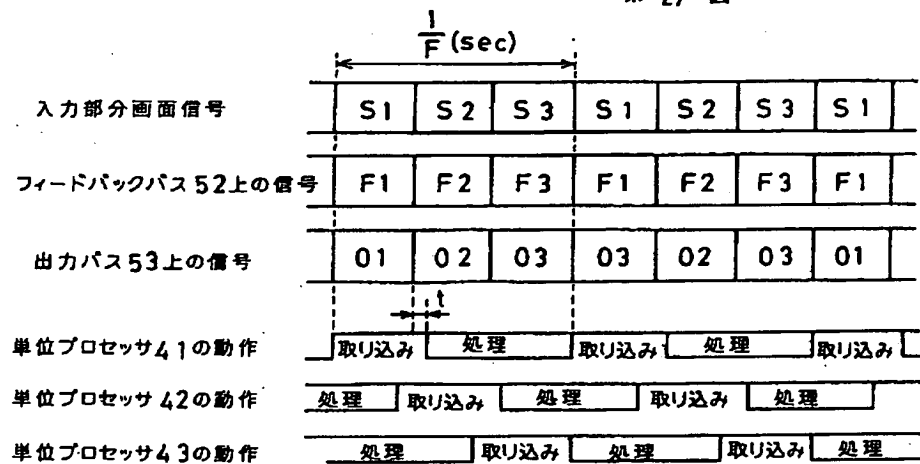 第 27 図
1/F (sec)
入力部分画面信号 S1 S2 S3 S1 S2 S3 S1
フィードバックバス 52上の信号 F1 F2 F3 F1 F2 F3 F1
出力バス53上の信号 01 02 03 03 02 03 01
t
単位プロセッサ41の動作 取り込み 処理 取り込み 処理 取り込み
単位プロセッサ42の動作 処理 取り込み 処理 取り込み 処理
単位プロセッサ43の動作 処理 取り込み 処理 取り込み 処理